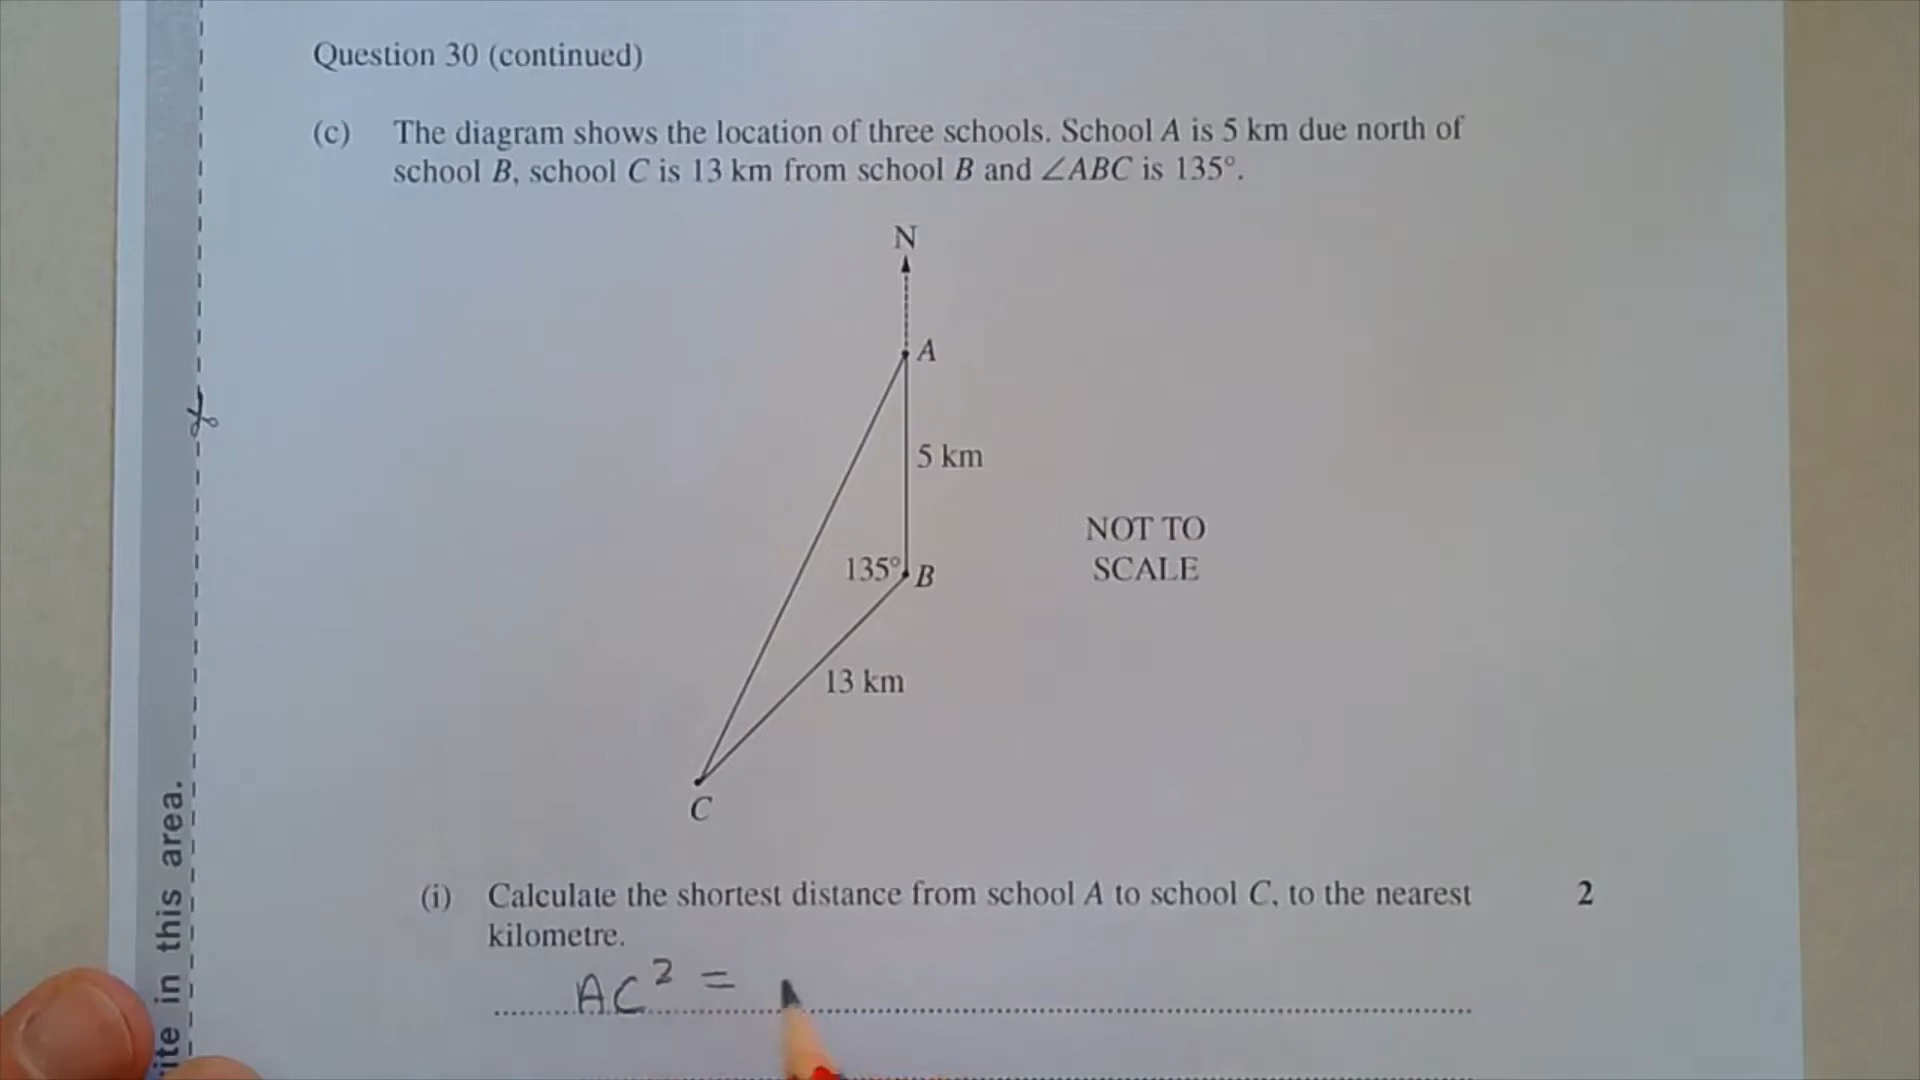 Question 30 (continued)
(c) The diagram shows the location of three schools. School A is 5 km due north of
school B, school C is 13 km from school B and ∠ABC is 135°.
N
A
5 km
NOT TO
SCALE
135° B
13 km
C
(i) Calculate the shortest distance from school A to school C, to the nearest 2
kilometre.
AC² =
ite in this area.